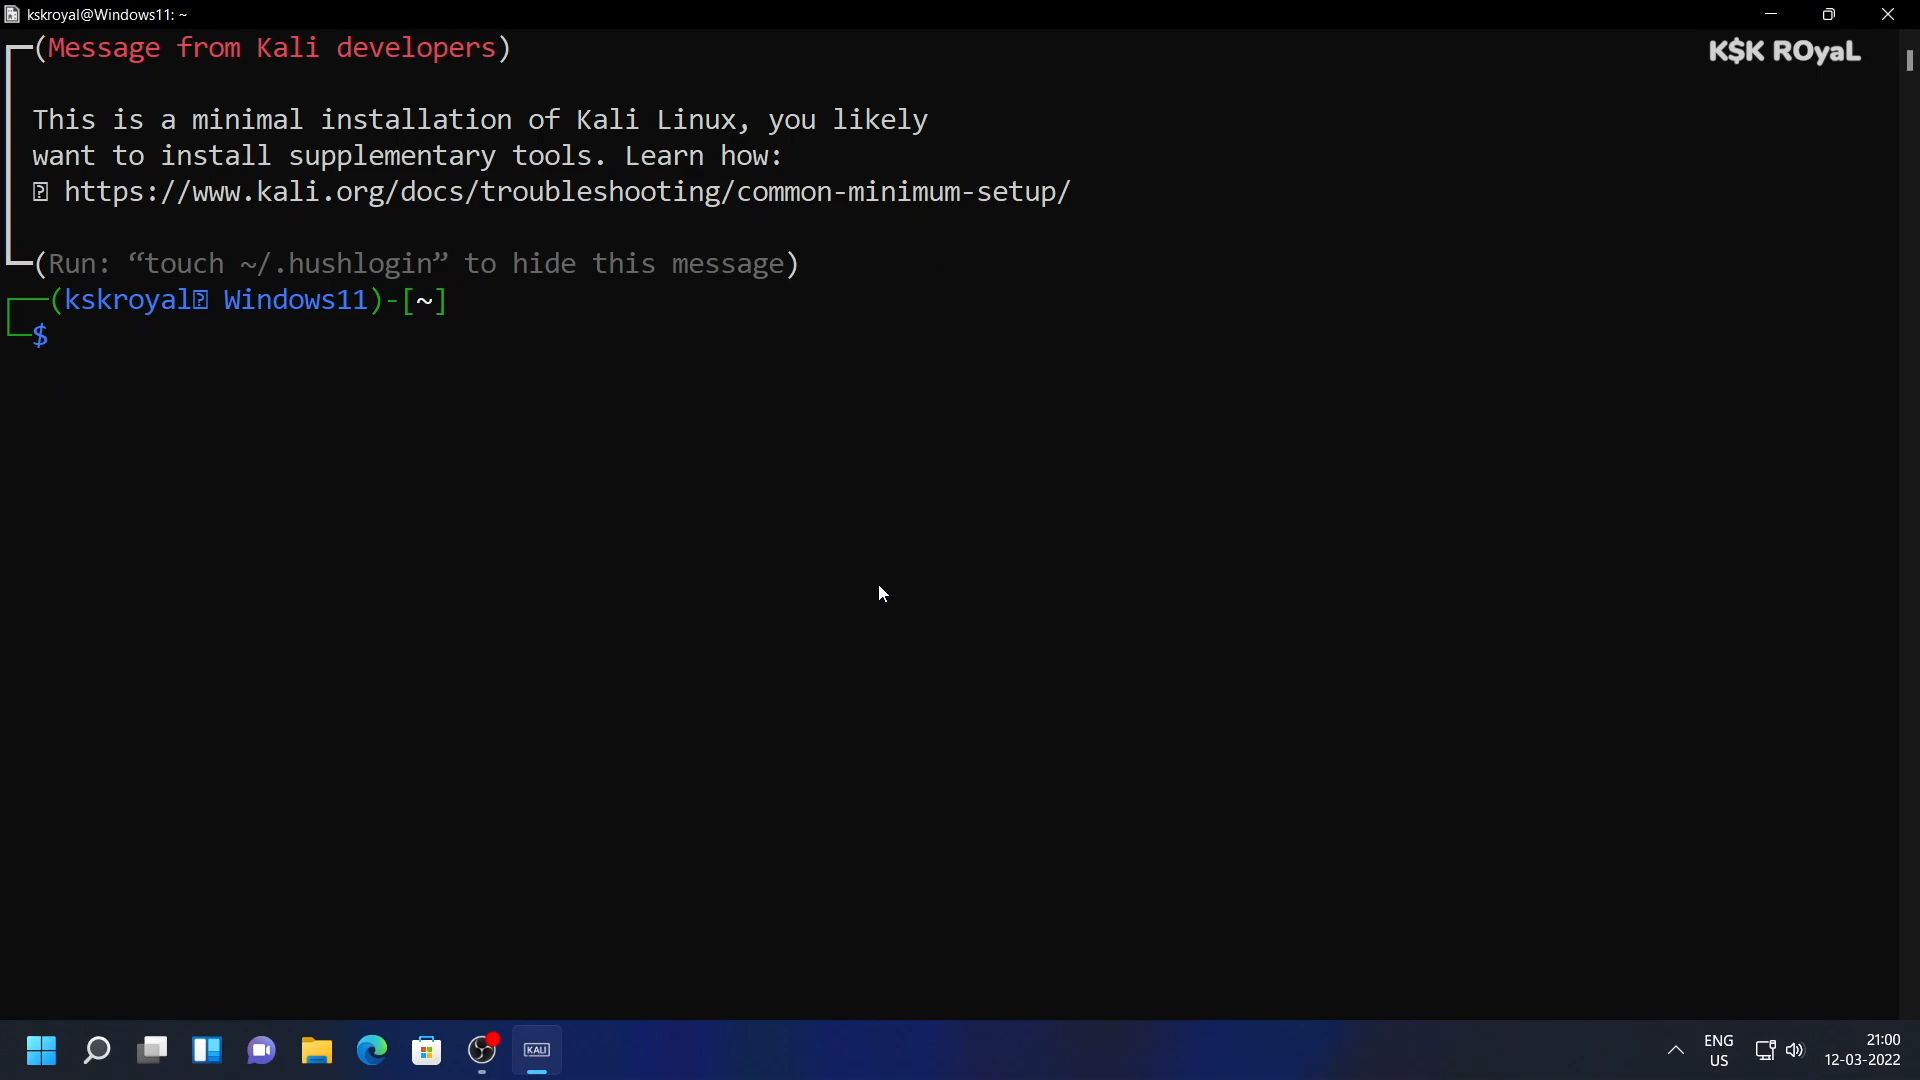 kskroyal@Windows11: ~
(Message from Kali developers)
K$K ROyaL
This is a minimal installation of Kali Linux, you likely
want to install supplementary tools. Learn how:
https://www.kali.org/docs/troubleshooting/common-minimum-setup/
(Run: “touch ~/.hushlogin” to hide this message)
(kskroyal⍰ Windows11)-[~]
$
KALI
ENG
US
21:00
12-03-2022